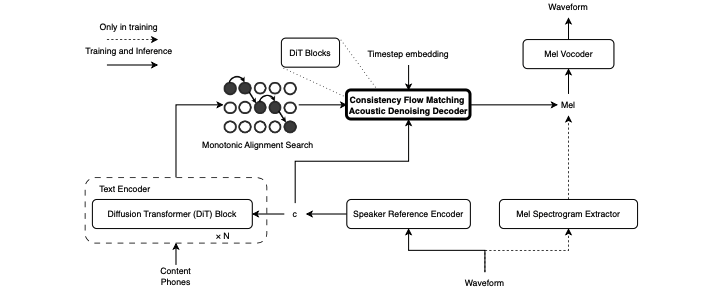 Waveform
Only in training
Training and Inference
DiT Blocks
Timestep embedding
Mel Vocoder
Consistency Flow Matching
Acoustic Denoising Decoder
Mel
Monotonic Alignment Search
Text Encoder
Diffusion Transformer (DiT) Block
c
Speaker Reference Encoder
Mel Spectrogram Extractor
× N
Content
Phones
Waveform